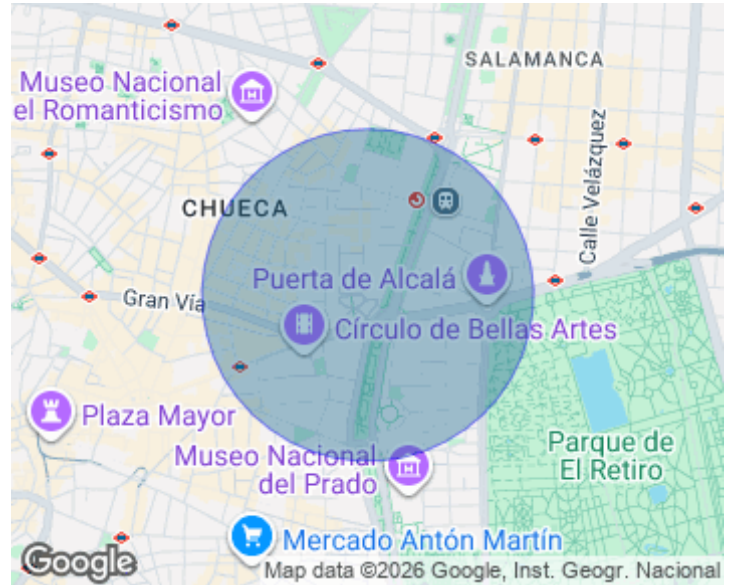 SALAMANCA
Museo Nacional
el Romanticismo
Calle Velázquez
CHUECA
Puerta de Alcalá
Gran Vía
Círculo de Bellas Artes
Plaza Mayor
Parque de
El Retiro
Museo Nacional
del Prado
Mercado Antón Martín
Google
Map data ©2026 Google, Inst. Geogr. Nacional